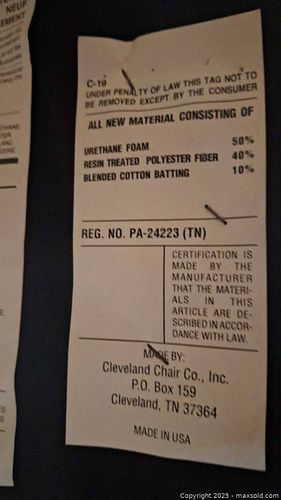 NEUF
EMENT
C-19
UNDER PENALTY OF LAW THIS TAG NOT TO
BE REMOVED EXCEPT BY THE CONSUMER
ALL NEW MATERIAL CONSISTING OF
URETHANE FOAM 50%
RESIN TREATED POLYESTER FIBER 40%
BLENDED COTTON BATTING 10%
REG. NO. PA-24223 (TN)
CERTIFICATION IS
MADE BY THE
MANUFACTURER
THAT THE MATERI-
ALS IN THIS
ARTICLE ARE DE-
SCRIBED IN ACCOR-
DANCE WITH LAW.
MADE BY:
Cleveland Chair Co., Inc.
P.O. Box 159
Cleveland, TN 37364
MADE IN USA
Copyright 2025 - maxsold.com